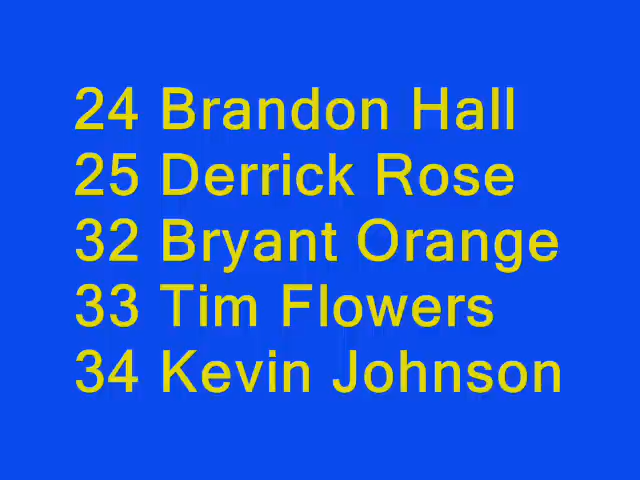 24 Brandon Hall
25 Derrick Rose
32 Bryant Orange
33 Tim Flowers
34 Kevin Johnson